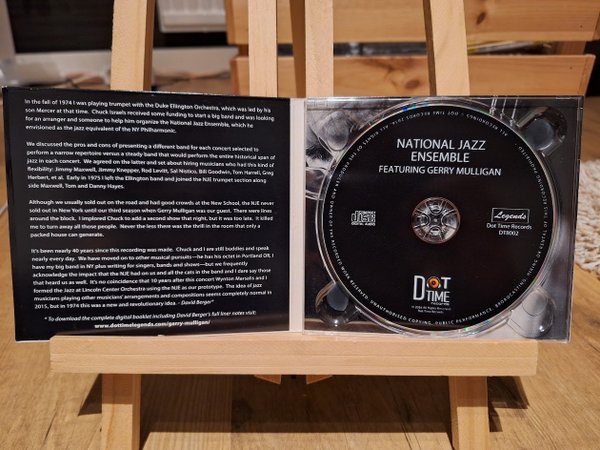 In the fall of 1974 I was playing trumpet with the Duke Ellington Orchestra, which was led by his
son Mercer at that time. Chuck Israels received some funding to start a big band and was looking
for an arranger and someone to help him organize the National Jazz Ensemble, which he
envisioned as the jazz equivalent of the NY Philharmonic.
We discussed the pros and cons of presenting a different band for each concert selected to
perform a narrow repertoire versus a steady band that would perform the entire historical span of
jazz in each concert. We agreed on the latter and set about hiring musicians who had this kind of
flexibility: Jimmy Maxwell, Jimmy Knepper, Rod Levitt, Sal Nistico, Bill Goodwin, Tom Harrell, Greg
Herbert, et al. Early in 1975 I left the Ellington band and joined the NJE trumpet section along
side Maxwell, Tom and Danny Hayes.
Although we usually sold out on the road and had good crowds at the New School, the NJE never
sold out in New York until our third season when Gerry Mulligan was our guest. There were lines
around the block. I implored Chuck to add a second show that night, but it was too late. It killed
me to turn away all those people. Never the less there was the thrill in the room that only a
packed house can generate.
It's been nearly 40 years since this recording was made. Chuck and I are still buddies and speak
nearly every day. We have moved on to other musical pursuits—he has his octet in Portland OR, I
have my big band in NY plus writing for singers, bands and shows—but we frequently
acknowledge the impact that the NJE had on us and all the cats in the band and I dare say those
that heard us as well. It's no coincidence that 10 years after this concert Wynton Marsalis and I
formed the Jazz at Lincoln Center Orchestra using the NJE as our prototype. The idea of jazz
musicians playing other musicians' arrangements and compositions seems completely normal in
2015, but in 1974 this was a new and revolutionary idea. - David Berger*
* To download the complete digital booklet including David Berger's full liner notes visit:
www.dottimelegends.com/gerry-mulligan/
NATIONAL JAZZ
ENSEMBLE
FEATURING GERRY MULLIGAN
COMPACT
disc
DIGITAL AUDIO
Legends
Dot Time Records
DT8002
DOT
TIME
RECORDS
UNAUTHORISED COPYING, PUBLIC PERFORMANCE, BROADCASTING